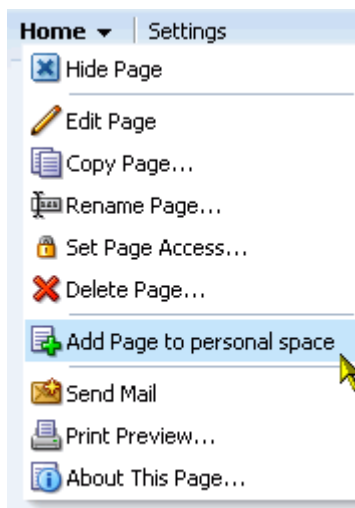 Home Settings
Hide Page
Edit Page
Copy Page...
Rename Page...
Set Page Access...
Delete Page...
Add Page to personal space
Send Mail
Print Preview...
About This Page...